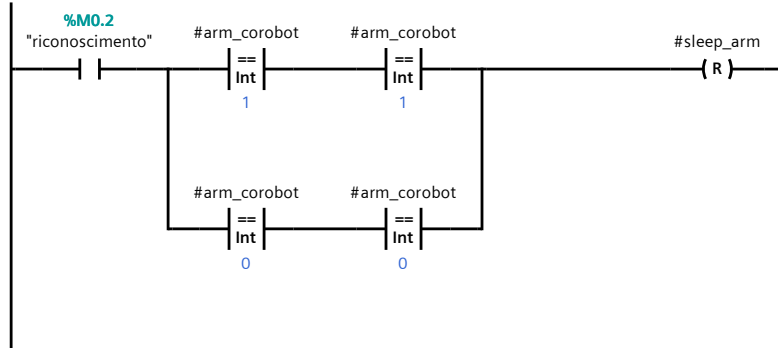 %M0.2
"riconoscimento"
#arm_corobot
#arm_corobot
#sleep_arm
==
Int
==
Int
R
1
1
#arm_corobot
#arm_corobot
==
Int
==
Int
0
0